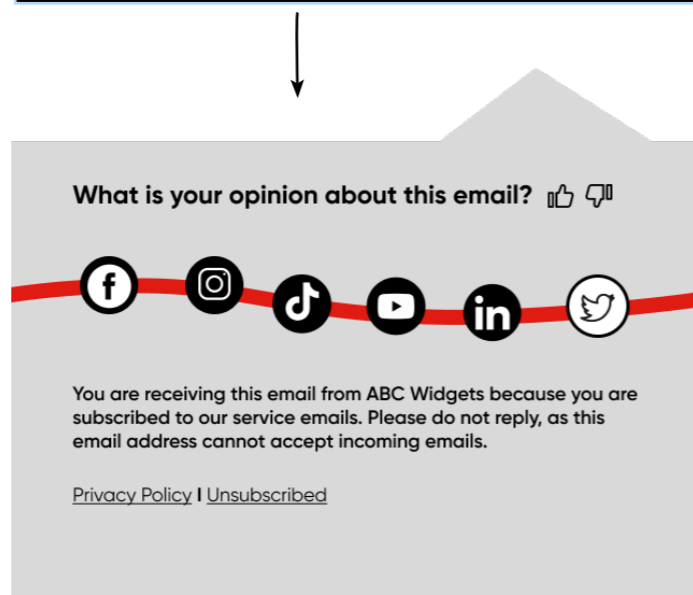 What is your opinion about this email?
f
in
You are receiving this email from ABC Widgets because you are
subscribed to our service emails. Please do not reply, as this
email address cannot accept incoming emails.
Privacy Policy I Unsubscribed